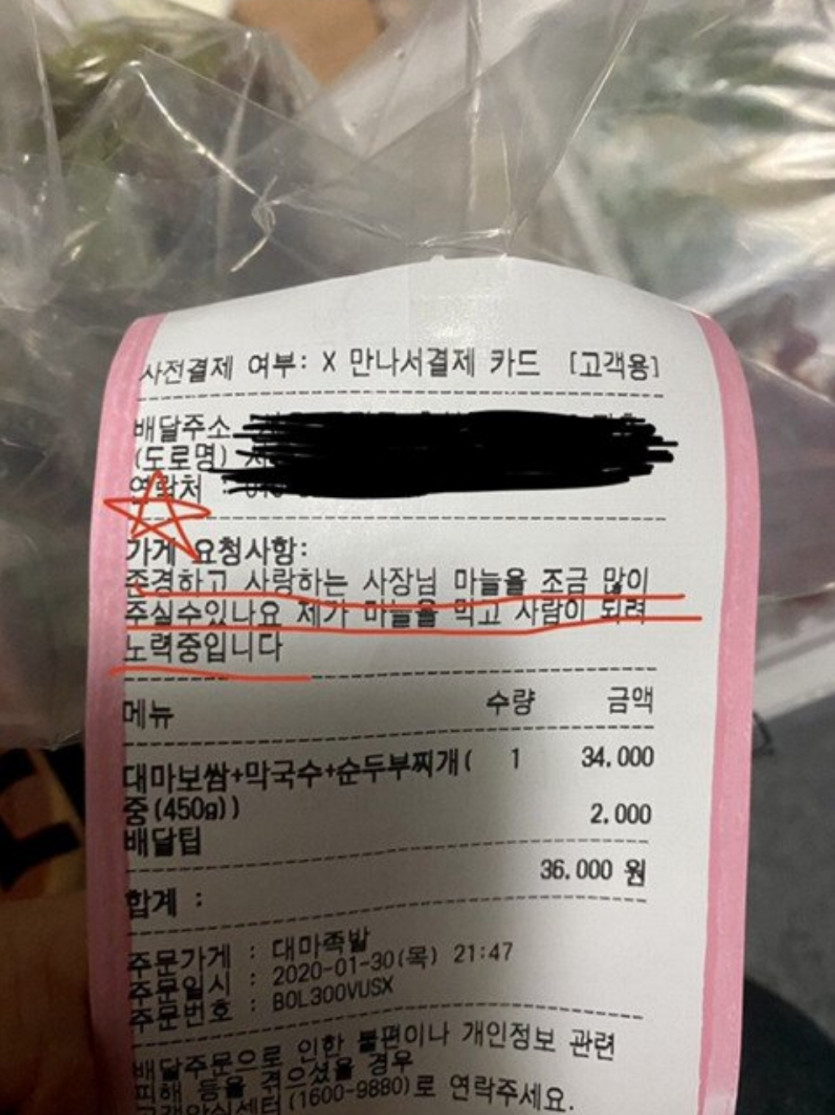 사전결제 여부: X 만나서결제 카드 [고객용]
배달주소
(도로명)
연락처 :
가게 요청사항:
존경하고 사랑하는 사장님 마늘을 조금 많이
주실수있나요 제가 마늘을 먹고 사람이 되려
노력중입니다
메뉴 수량 금액
대마보쌈+막국수+순두부찌개( 1 34.000
중(450g))
배달팁 2.000
합계 : 36.000 원
주문가게 : 대마족발
주문일시 : 2020-01-30(목) 21:47
주문번호 : B0L300VUSX
배달주문으로 인한 불편이나 개인정보 관련
피해 등을 겪으셨을 경우
고객안심센터(1600-9880)로 연락주세요.